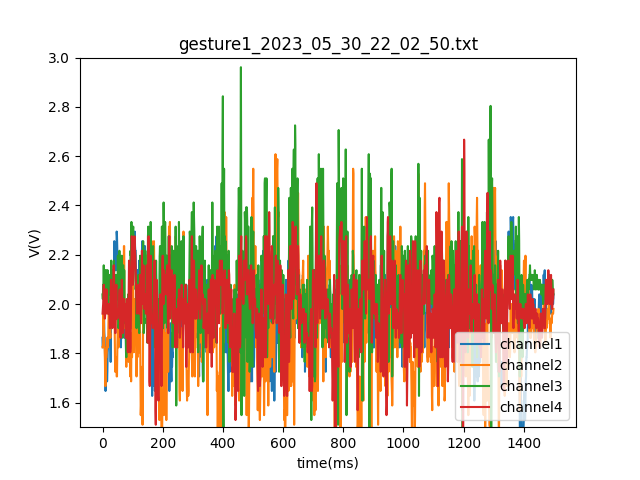 gesture1_2023_05_30_22_02_50.txt
V(V)
3.0
2.8
2.6
2.4
2.2
2.0
1.8
1.6
0 200 400 600 800 1000 1200 1400
time(ms)
channel1
channel2
channel3
channel4